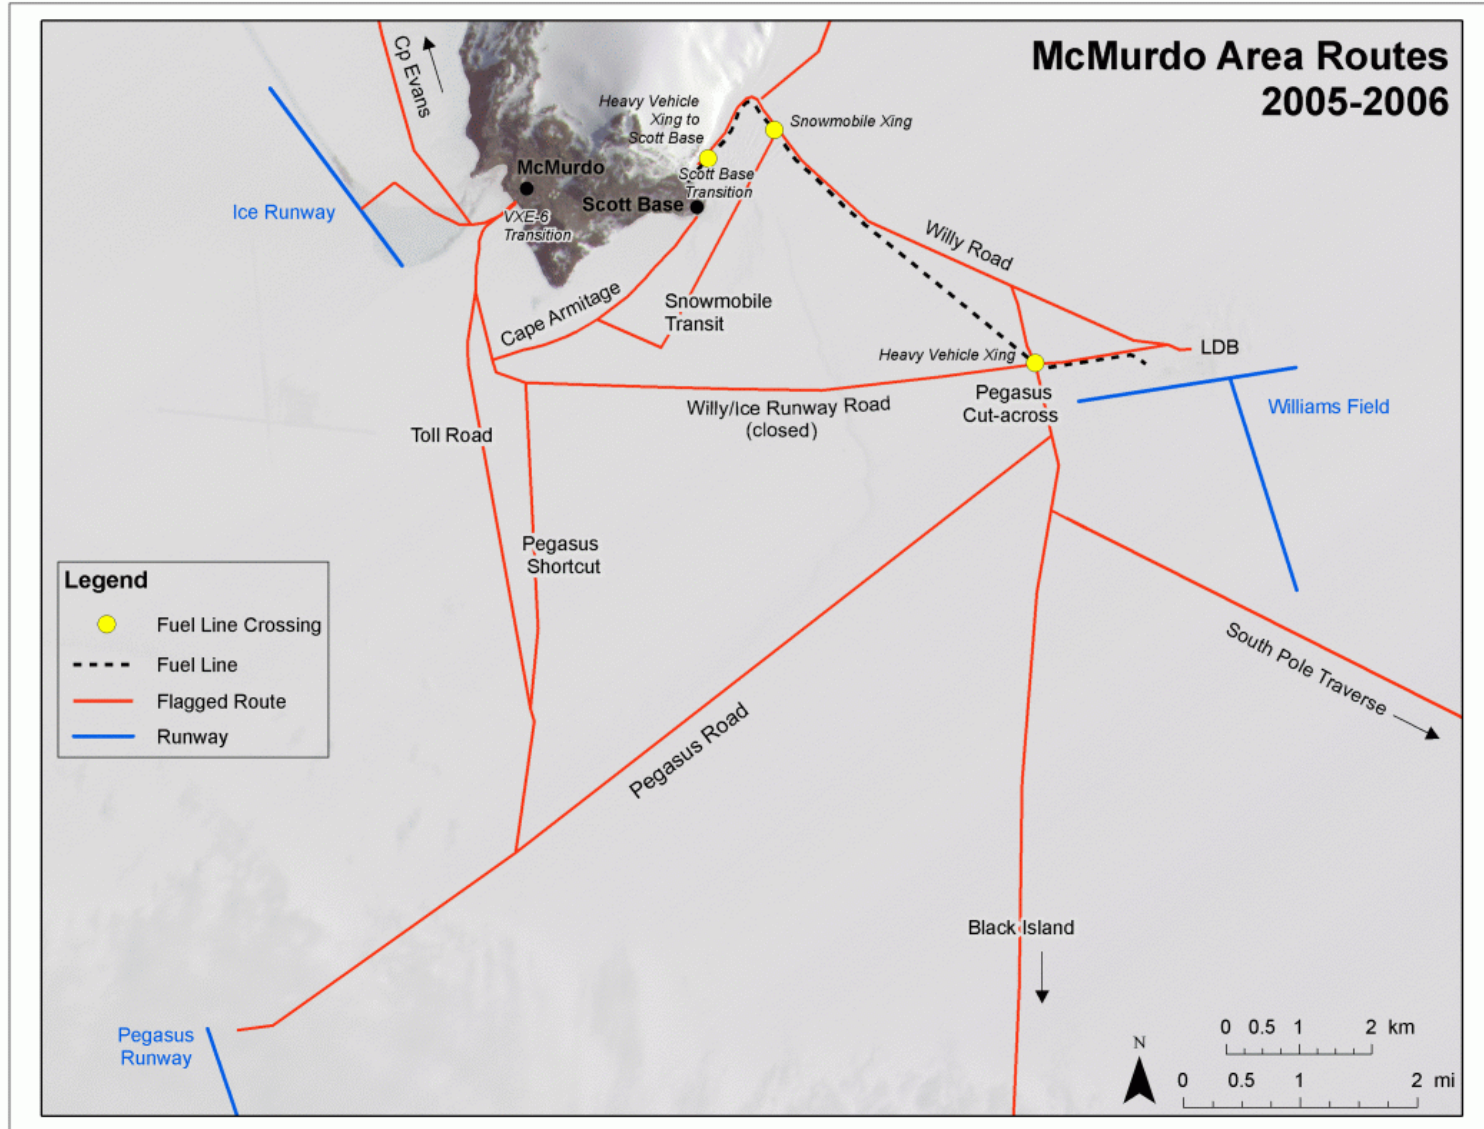 McMurdo Area Routes
2005-2006
Cp Evans
Heavy Vehicle
Xing to
Scott Base
Snowmobile Xing
McMurdo
Scott Base
Transition
Scott Base
VXE-6
Transition
Ice Runway
Willy Road
Cape Armitage
Snowmobile
Transit
Heavy Vehicle Xing
LDB
Pegasus
Cut-across
Williams Field
Willy/Ice Runway Road
(closed)
Toll Road
Pegasus
Shortcut
Legend
Fuel Line Crossing
Fuel Line
Flagged Route
Runway
South Pole Traverse
Pegasus Road
Black Island
Pegasus
Runway
N
0 0.5 1 2 km
0 0.5 1 2 mi